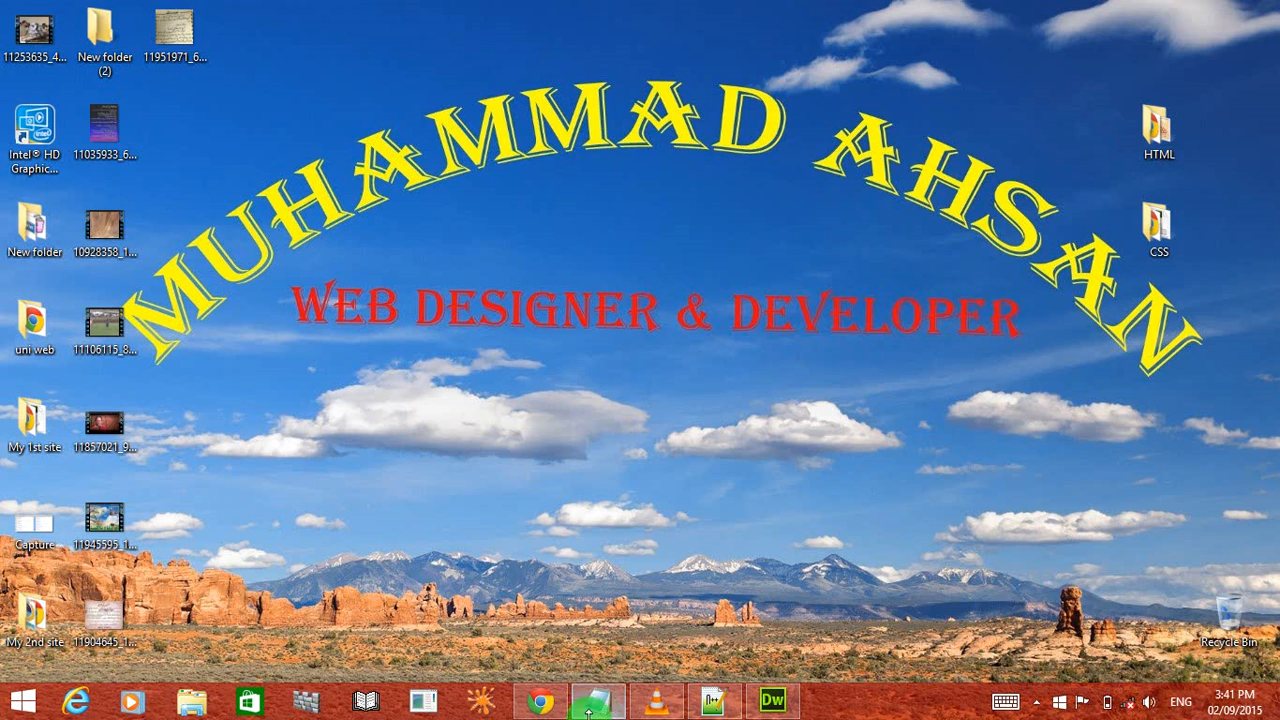 MUHAMMAD AHSAN
WEB DESIGNER & DEVELOPER
11253635_4...
New folder
(2)
11951971_6...
Intel® HD
Graphic...
11035933_6...
New folder
10928358_1...
uni web
11106115_8...
My 1st site
11857021_9...
Capture
11945595_1...
My 2nd site
11904645_1...
HTML
CSS
Recycle Bin
n++
Dw
ENG
3:41 PM
02/09/2015